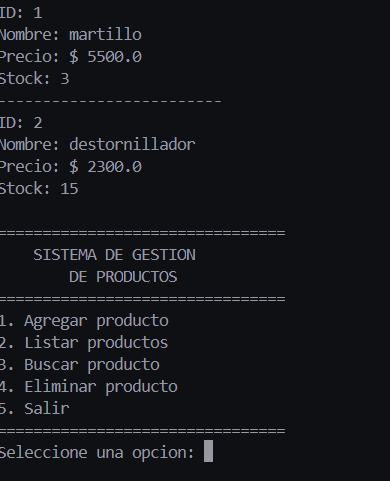 ID: 1
Nombre: martillo
Precio: $ 5500.0
Stock: 3
-------------------------
ID: 2
Nombre: destornillador
Precio: $ 2300.0
Stock: 15
================================
SISTEMA DE GESTION
DE PRODUCTOS
================================
1. Agregar producto
2. Listar productos
3. Buscar producto
4. Eliminar producto
5. Salir
================================
Seleccione una opcion: